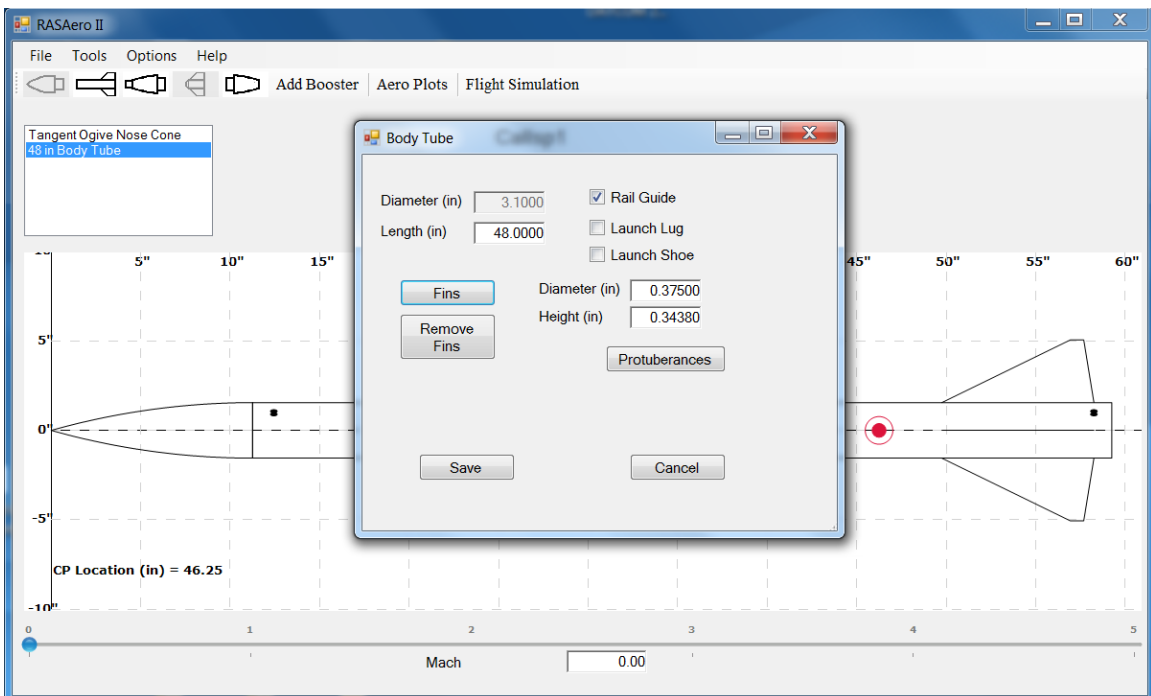 RASAero II
File Tools Options Help
Add Booster Aero Plots Flight Simulation
Tangent Ogive Nose Cone
48 in Body Tube
Body Tube
Diameter (in) 3.1000
Length (in) 48.0000
Rail Guide
Launch Lug
Launch Shoe
Fins
Remove
Fins
Diameter (in) 0.37500
Height (in) 0.34380
Protuberances
Save
Cancel
5" 10" 15" 45" 50" 55" 60"
5"
0"
-5"
CP Location (in) = 46.25
-10"
0 1 2 3 4 5
Mach 0.00